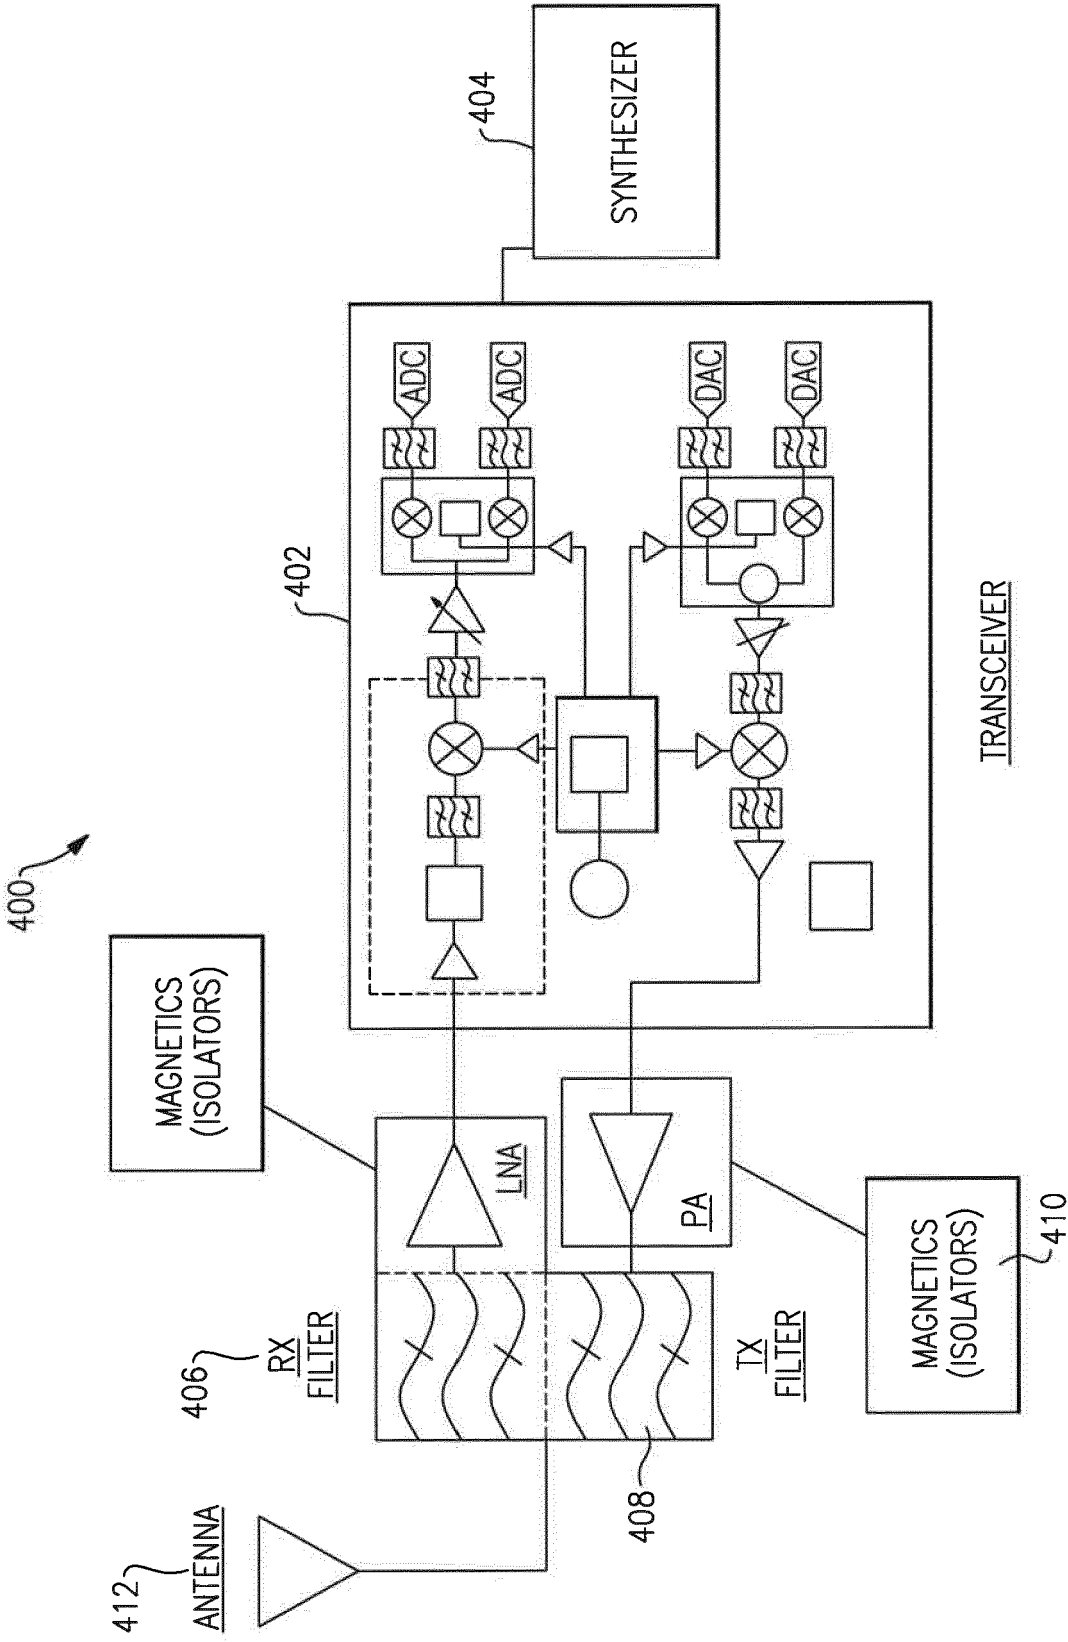 400
412
ANTENNA
406
RX
FILTER
408
TX
FILTER
MAGNETICS
(ISOLATORS)
LNA
PA
MAGNETICS
(ISOLATORS)
410
402
ADC
ADC
DAC
DAC
TRANSCEIVER
404
SYNTHESIZER